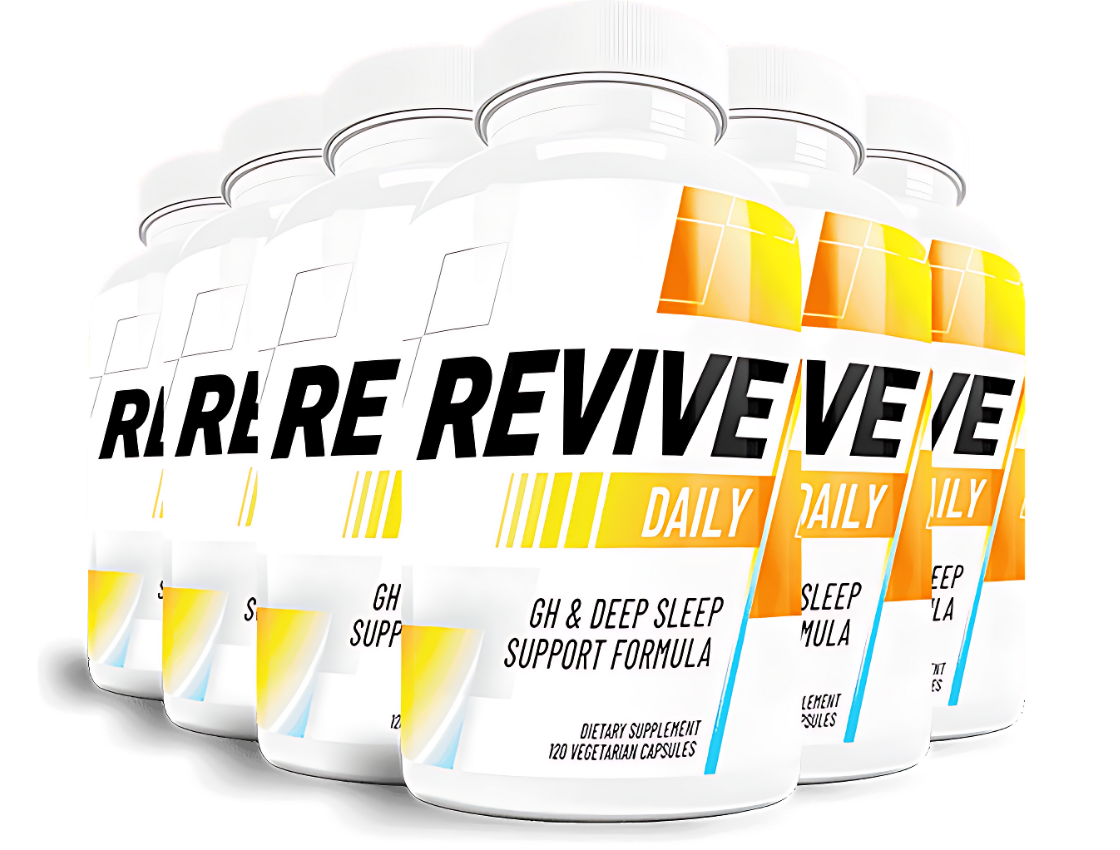 REVIVE
DAILY
GH & DEEP SLEEP
SUPPORT FORMULA
DIETARY SUPPLEMENT
120 VEGETARIAN CAPSULES